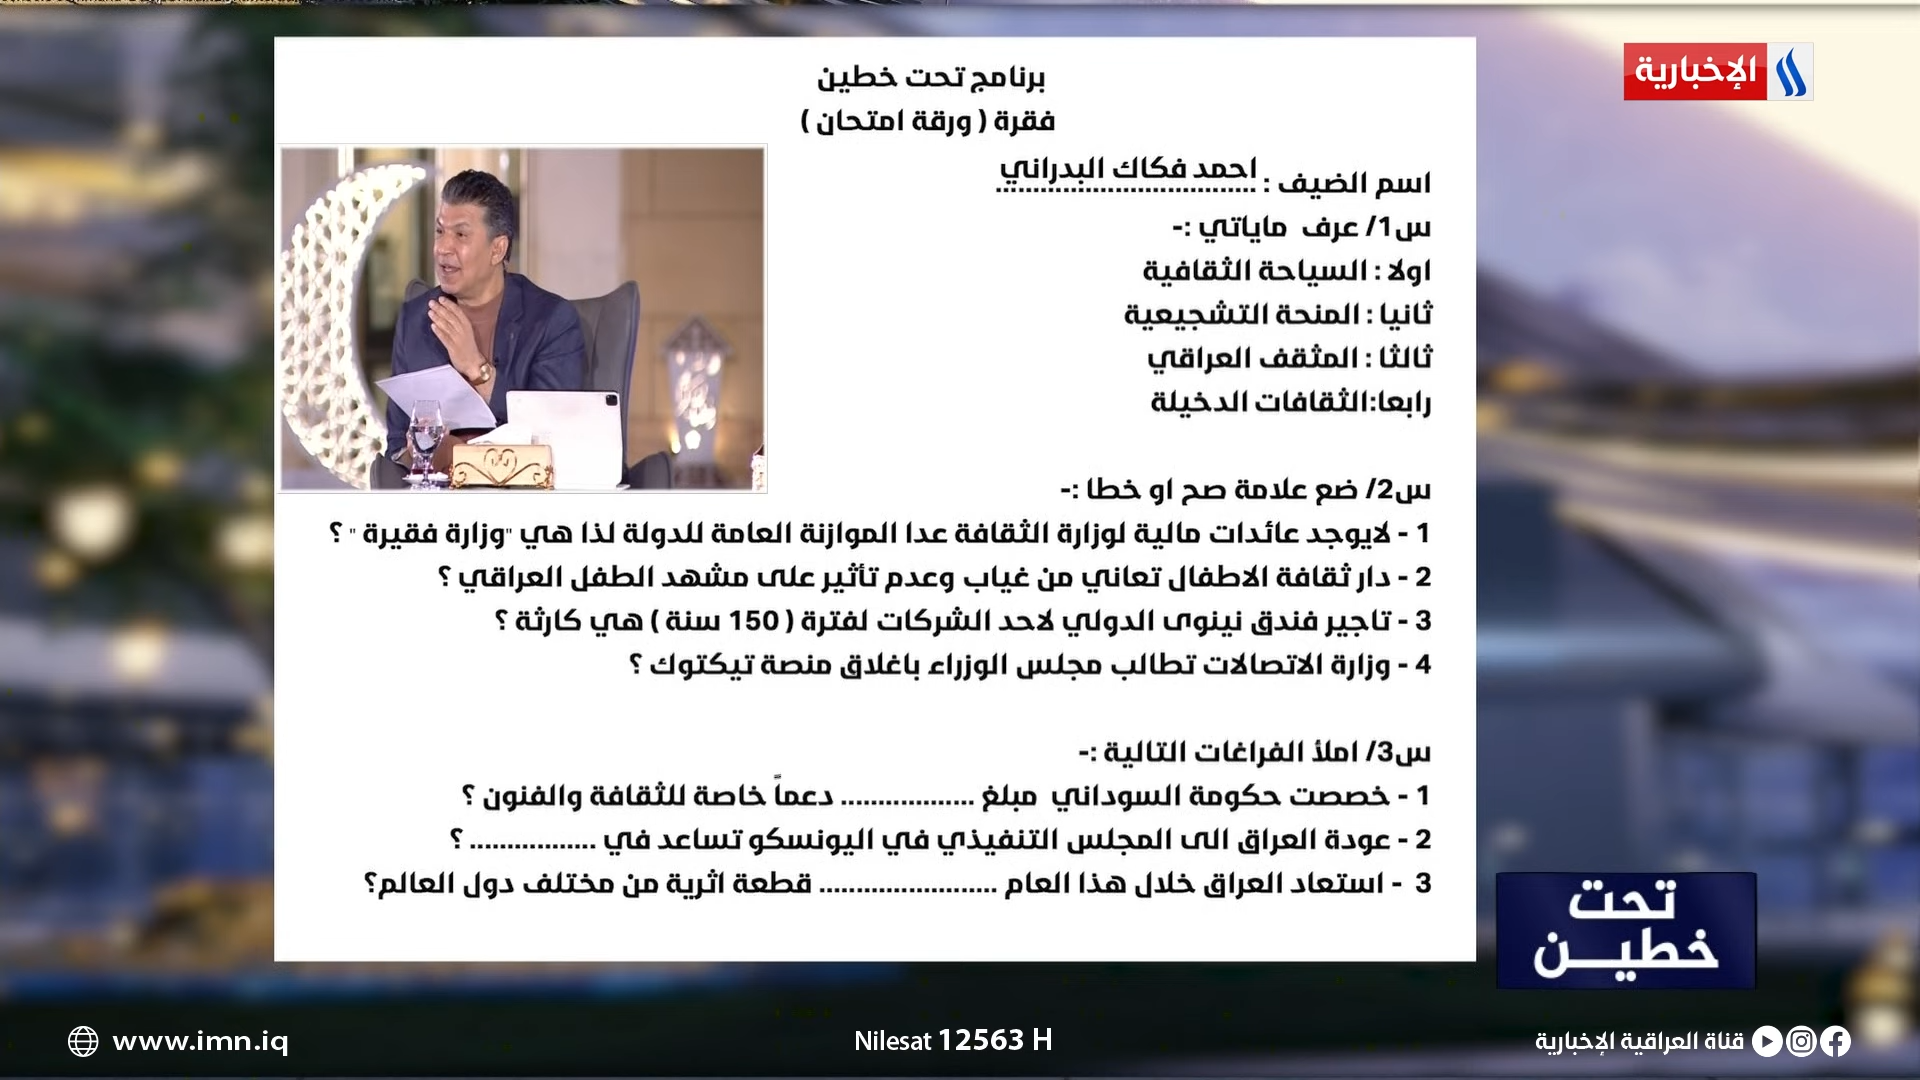 الإخبارية
برنامج تحت خطين
فقرة ( ورقة امتحان )
اسم الضيف : احمد فكاك البدراني
س1/ عرف ماياتي :-
اولا : السياحة الثقافية
ثانيا : المنحة التشجيعية
ثالثا : المثقف العراقي
رابعا:الثقافات الدخيلة
س2/ ضع علامة صح او خطا :-
1 - لايوجد عائدات مالية لوزارة الثقافة عدا الموازنة العامة للدولة لذا هي "وزارة فقيرة " ؟
2 - دار ثقافة الاطفال تعاني من غياب وعدم تأثير على مشهد الطفل العراقي ؟
3 - تاجير فندق نينوى الدولي لاحد الشركات لفترة ( 150 سنة ) هي كارثة ؟
4 - وزارة الاتصالات تطالب مجلس الوزراء باغلاق منصة تيكتوك ؟
س3/ املأ الفراغات التالية :-
1 - خصصت حكومة السوداني مبلغ .................. دعماً خاصة للثقافة والفنون ؟
2 - عودة العراق الى المجلس التنفيذي في اليونسكو تساعد في ................. ؟
3 - استعاد العراق خلال هذا العام ........................ قطعة اثرية من مختلف دول العالم؟
تحت
خطين
www.imn.iq
Nilesat 12563 H
قناة العراقية الإخبارية